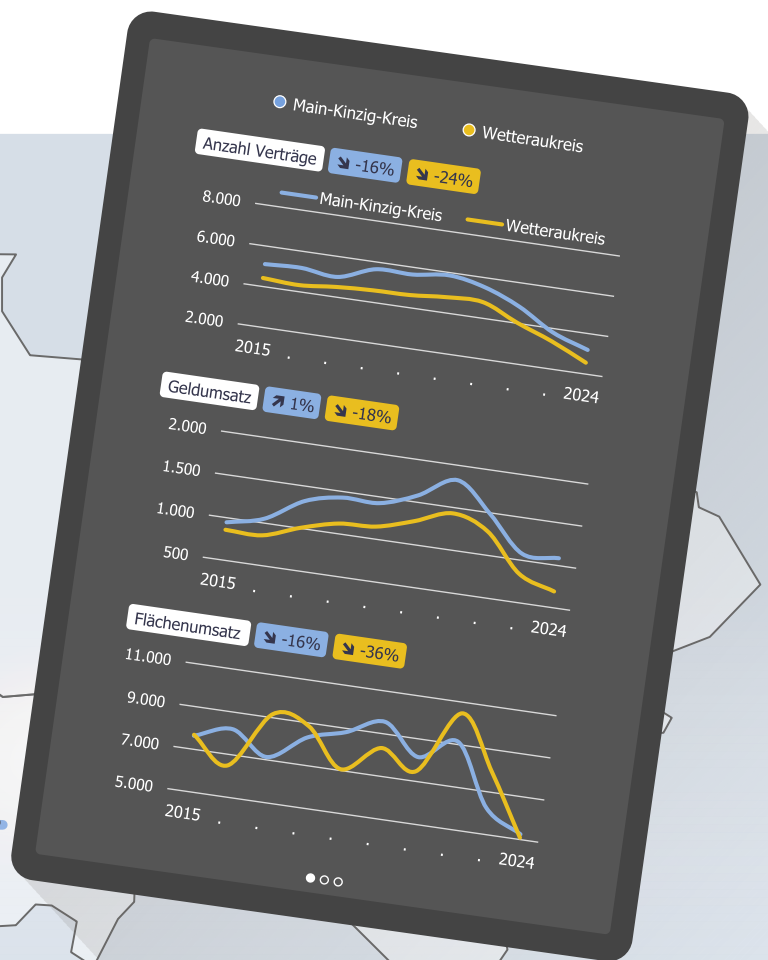 Main-Kinzig-Kreis Wetteraukreis
Anzahl Verträge -16% -24%
Main-Kinzig-Kreis Wetteraukreis
8.000
6.000
4.000
2.000
2015 . . . . . . . . 2024
Geldumsatz 1% -18%
2.000
1.500
1.000
500
2015 . . . . . . . . 2024
Flächenumsatz -16% -36%
11.000
9.000
7.000
5.000
2015 . . . . . . . . 2024